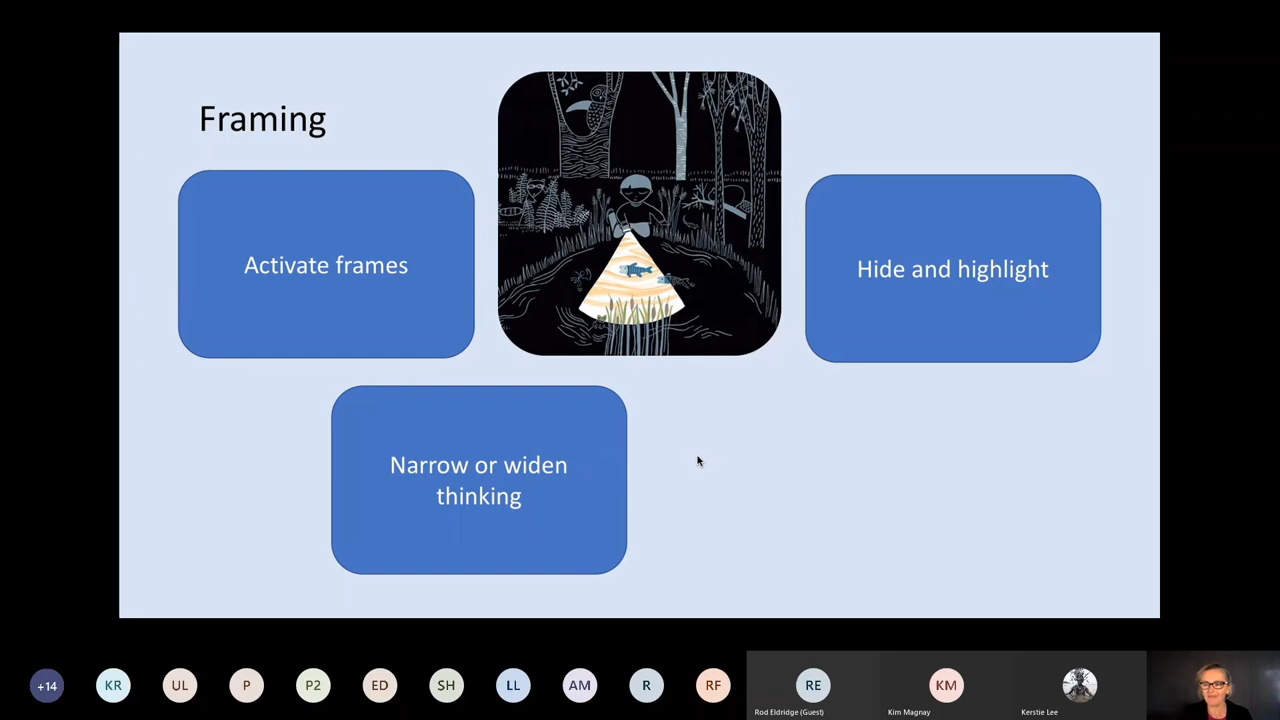 Framing
Activate frames
Hide and highlight
Narrow or widen
thinking
+14
KR
UL
P
P2
ED
SH
LL
AM
R
RF
RE
Rod Eldridge (Guest)
KM
Kim Magnay
Kerstie Lee